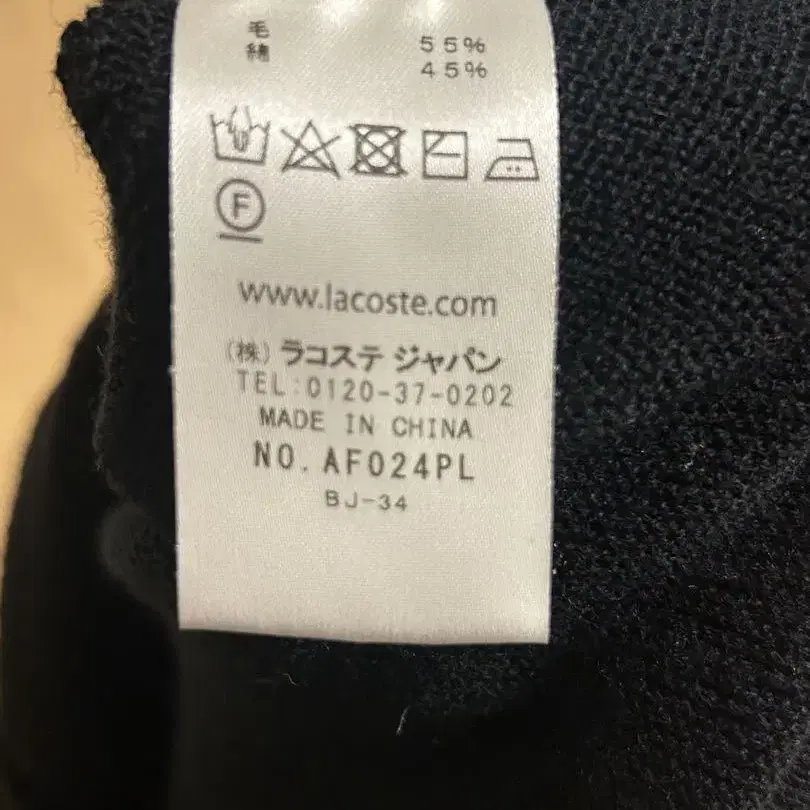 毛 55%
綿 45%
F
www.lacoste.com
(株) ラコステ ジャパン
TEL:0120-37-0202
MADE IN CHINA
NO. AF024PL
BJ-34